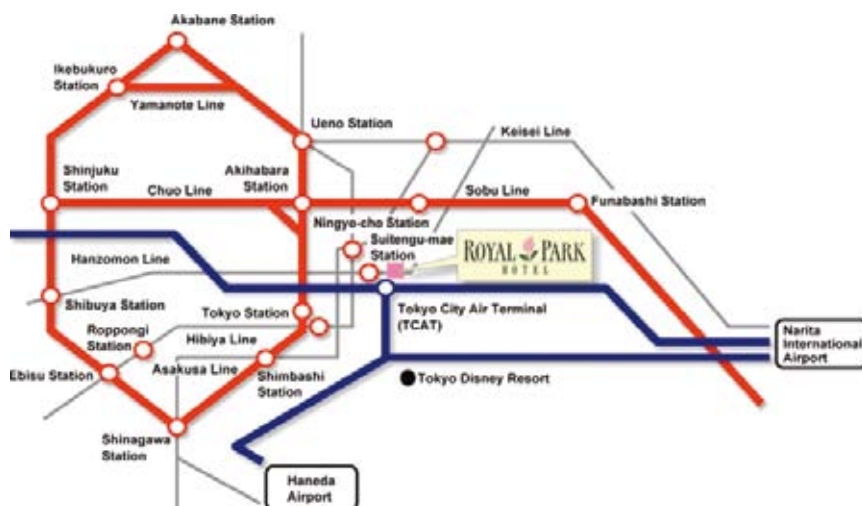 Akabane Station
Ikebukuro
Station
Yamanote Line
Ueno Station
Keisei Line
Shinjuku
Station
Chuo Line
Akihabara
Station
Sobu Line
Funabashi Station
Ningyo-cho Station
Suitengu-mae
Station
ROYAL PARK
HOTEL
Hanzomon Line
Shibuya Station
Tokyo Station
Tokyo City Air Terminal
(TCAT)
Roppongi
Station
Hibiya Line
Narita
International
Airport
Ebisu Station
Asakusa Line
Shimbashi
Station
Tokyo Disney Resort
Shinagawa
Station
Haneda
Airport